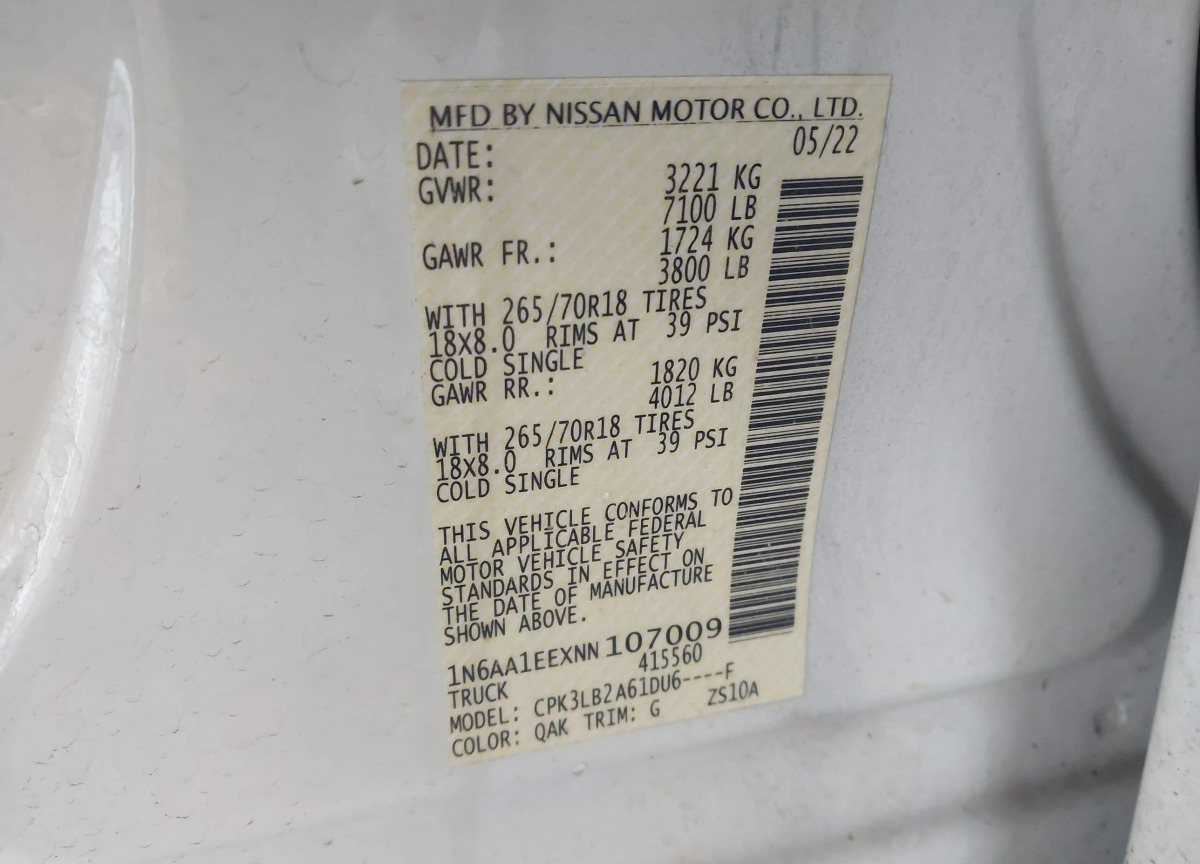 MFD BY NISSAN MOTOR CO., LTD.
DATE: 05/22
GVWR: 3221 KG
7100 LB
GAWR FR.: 1724 KG
3800 LB
WITH 265/70R18 TIRES
18X8.0 RIMS AT 39 PSI
COLD SINGLE
GAWR RR.: 1820 KG
4012 LB
WITH 265/70R18 TIRES
18X8.0 RIMS AT 39 PSI
COLD SINGLE
THIS VEHICLE CONFORMS TO
ALL APPLICABLE FEDERAL
MOTOR VEHICLE SAFETY
STANDARDS IN EFFECT ON
THE DATE OF MANUFACTURE
SHOWN ABOVE.
1N6AA1EEXNN107009
TRUCK 415560
MODEL: CPK3LB2A61DU6----F
COLOR: QAK TRIM: G ZS10A